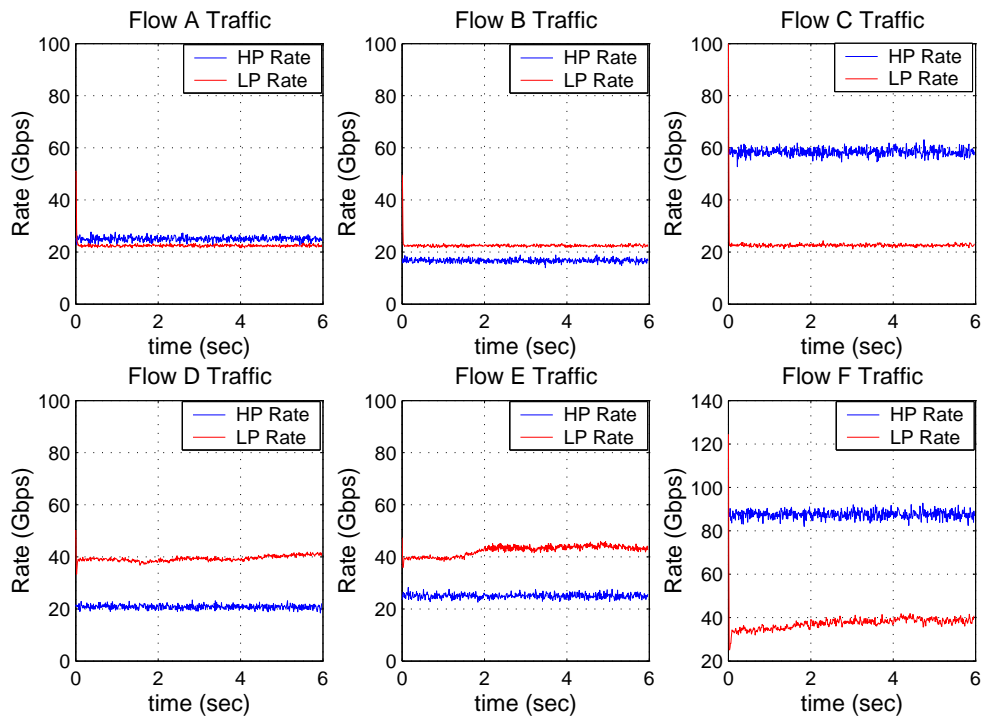 Flow A Traffic
100
80
60
40
20
0
Rate (Gbps)
HP Rate
LP Rate
0 2 4 6
time (sec)
Flow B Traffic
100
80
60
40
20
0
Rate (Gbps)
HP Rate
LP Rate
0 2 4 6
time (sec)
Flow C Traffic
100
80
60
40
20
0
Rate (Gbps)
HP Rate
LP Rate
0 2 4 6
time (sec)
Flow D Traffic
100
80
60
40
20
0
Rate (Gbps)
HP Rate
LP Rate
0 2 4 6
time (sec)
Flow E Traffic
100
80
60
40
20
0
Rate (Gbps)
HP Rate
LP Rate
0 2 4 6
time (sec)
Flow F Traffic
140
120
100
80
60
40
20
Rate (Gbps)
HP Rate
LP Rate
0 2 4 6
time (sec)